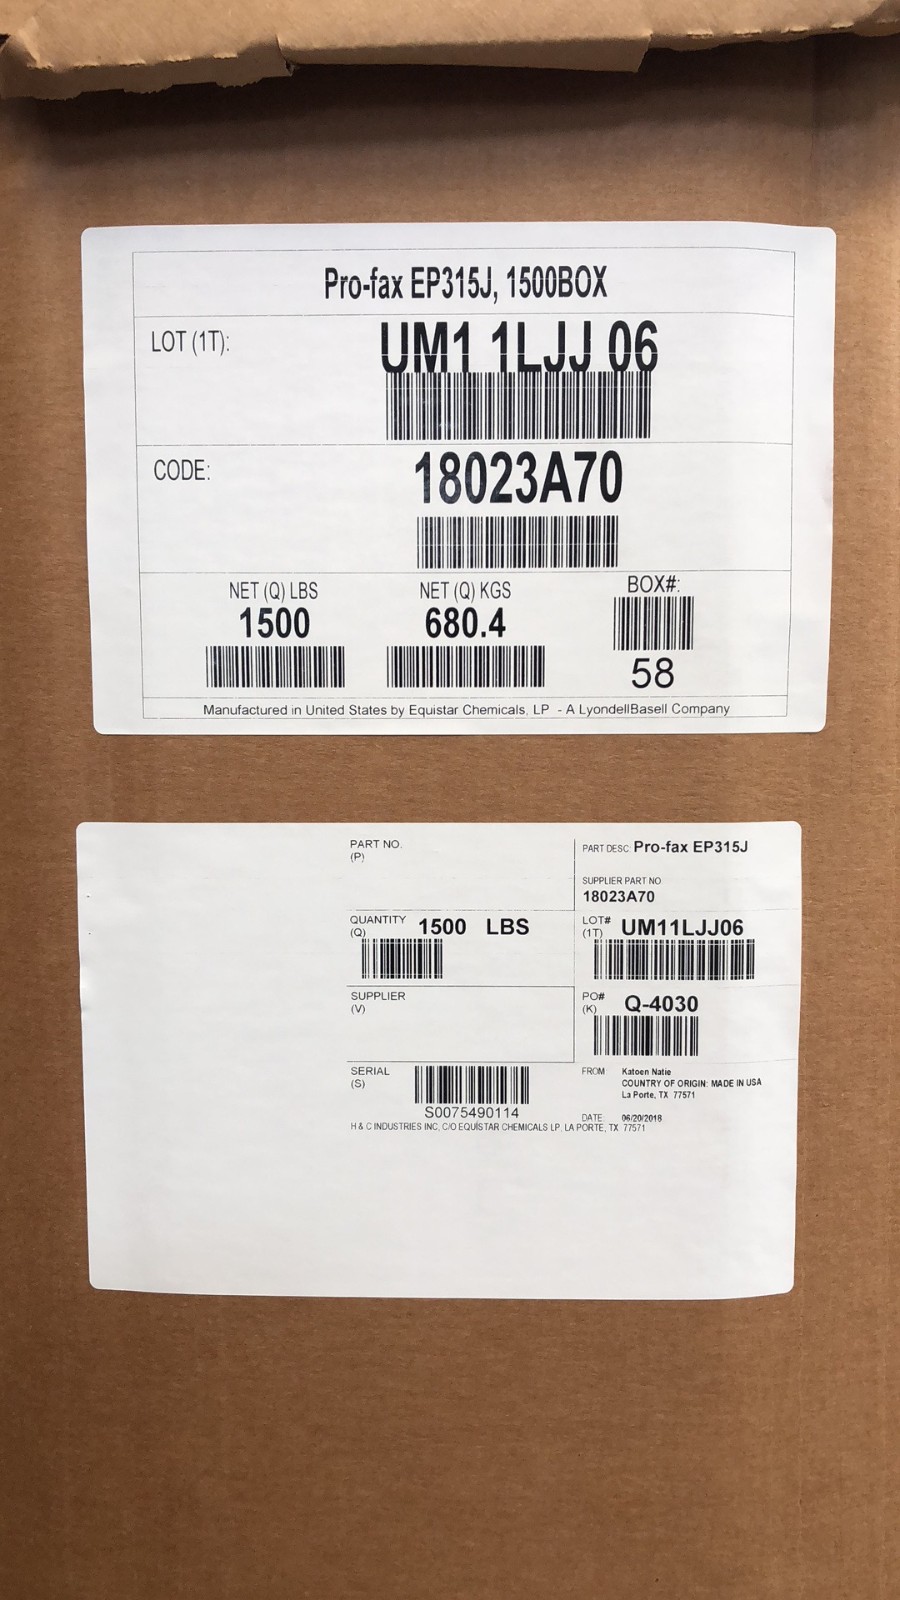 Pro-fax EP315J, 1500BOX
LOT (1T):
UM1 1LJJ 06
CODE:
18023A70
NET (Q) LBS
1500
NET (Q) KGS
680.4
BOX#:
58
Manufactured in United States by Equistar Chemicals, LP - A LyondellBasell Company
PART NO.
(P)
PART DESC: Pro-fax EP315J
SUPPLIER PART NO
18023A70
QUANTITY
(Q)
1500 LBS
LOT#
(1T)
UM11LJJ06
SUPPLIER
(V)
PO#
(K)
Q-4030
SERIAL
(S)
S0075490114
FROM Katoen Natie
COUNTRY OF ORIGIN: MADE IN USA
La Porte, TX 77571
DATE: 06/20/2018
H & C INDUSTRIES INC, C/O EQUISTAR CHEMICALS LP, LA PORTE, TX 77571